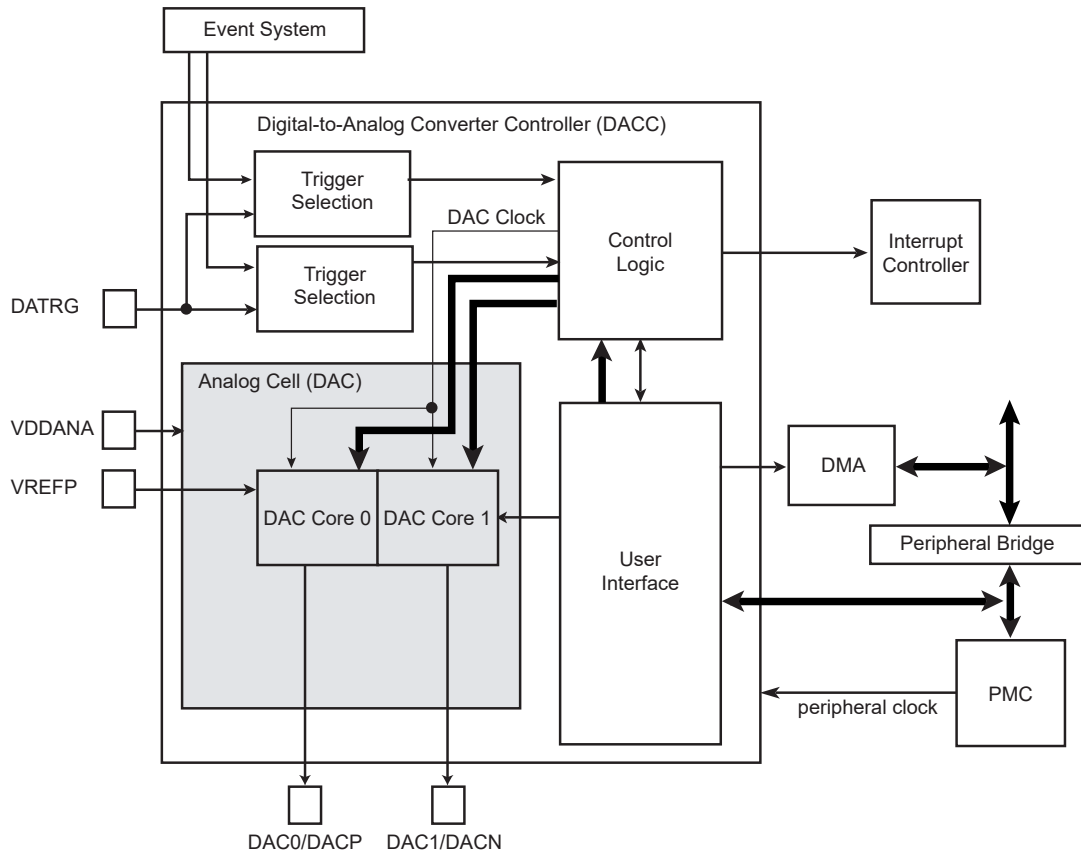 Event System
Digital-to-Analog Converter Controller (DACC)
Trigger
Selection
DAC Clock
Control
Logic
Interrupt
Controller
Trigger
Selection
DATRG
Analog Cell (DAC)
VDDANA
VREFP
DAC Core 0
DAC Core 1
DMA
User
Interface
Peripheral Bridge
PMC
peripheral clock
DAC0/DACP
DAC1/DACN